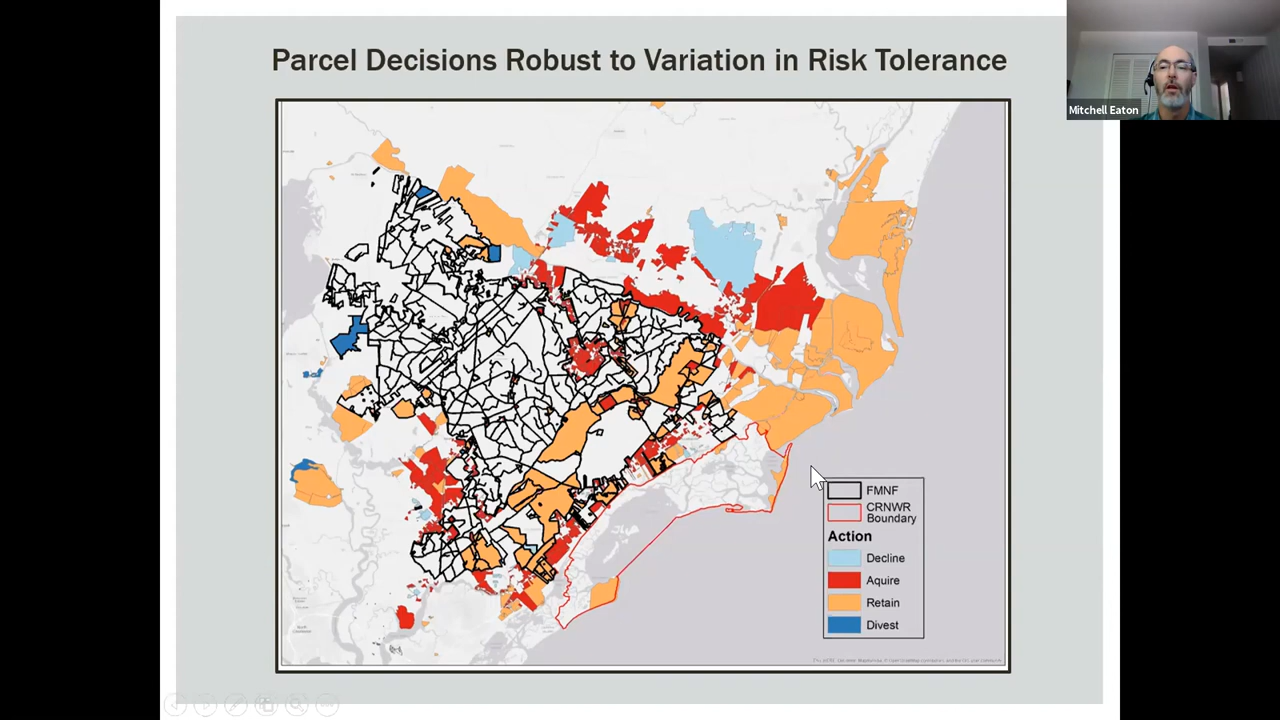 Parcel Decisions Robust to Variation in Risk Tolerance
Mitchell Eaton
FMNF
CRNWR
Boundary
Action
Decline
Aquire
Retain
Divest